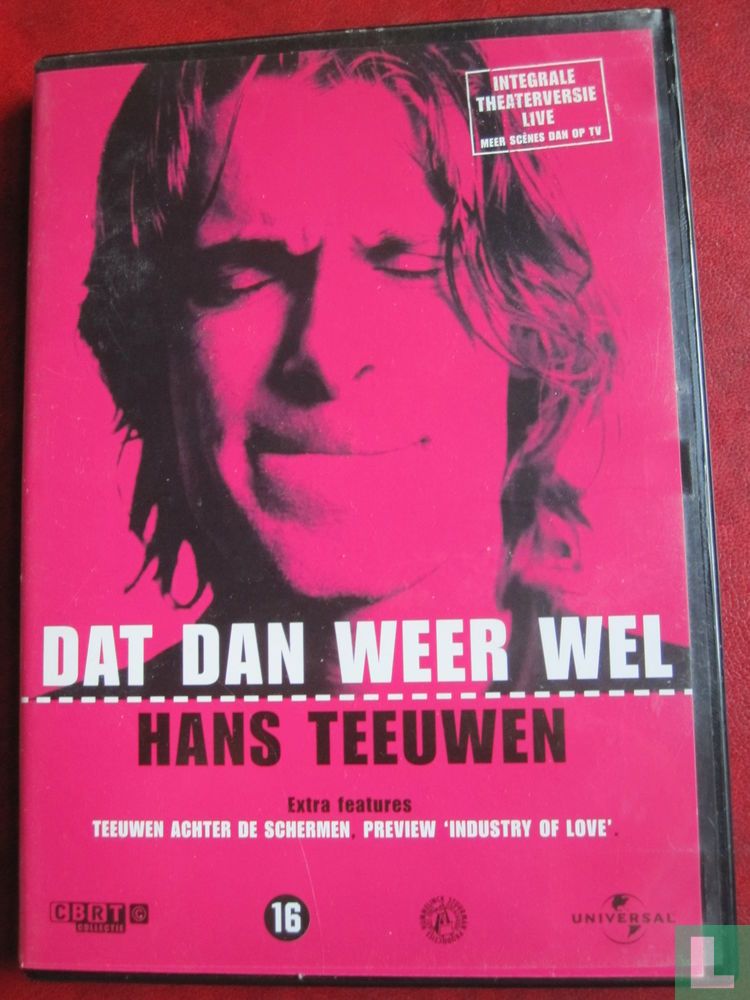 INTEGRALE
THEATERVERSIE
LIVE
MEER SCÈNES DAN OP TV
DAT DAN WEER WEL
HANS TEEUWEN
Extra features
TEEUWEN ACHTER DE SCHERMEN, PREVIEW ‘INDUSTRY OF LOVE’.
CBRT ©
COLLECTIE
16
UNIVERSAL
L